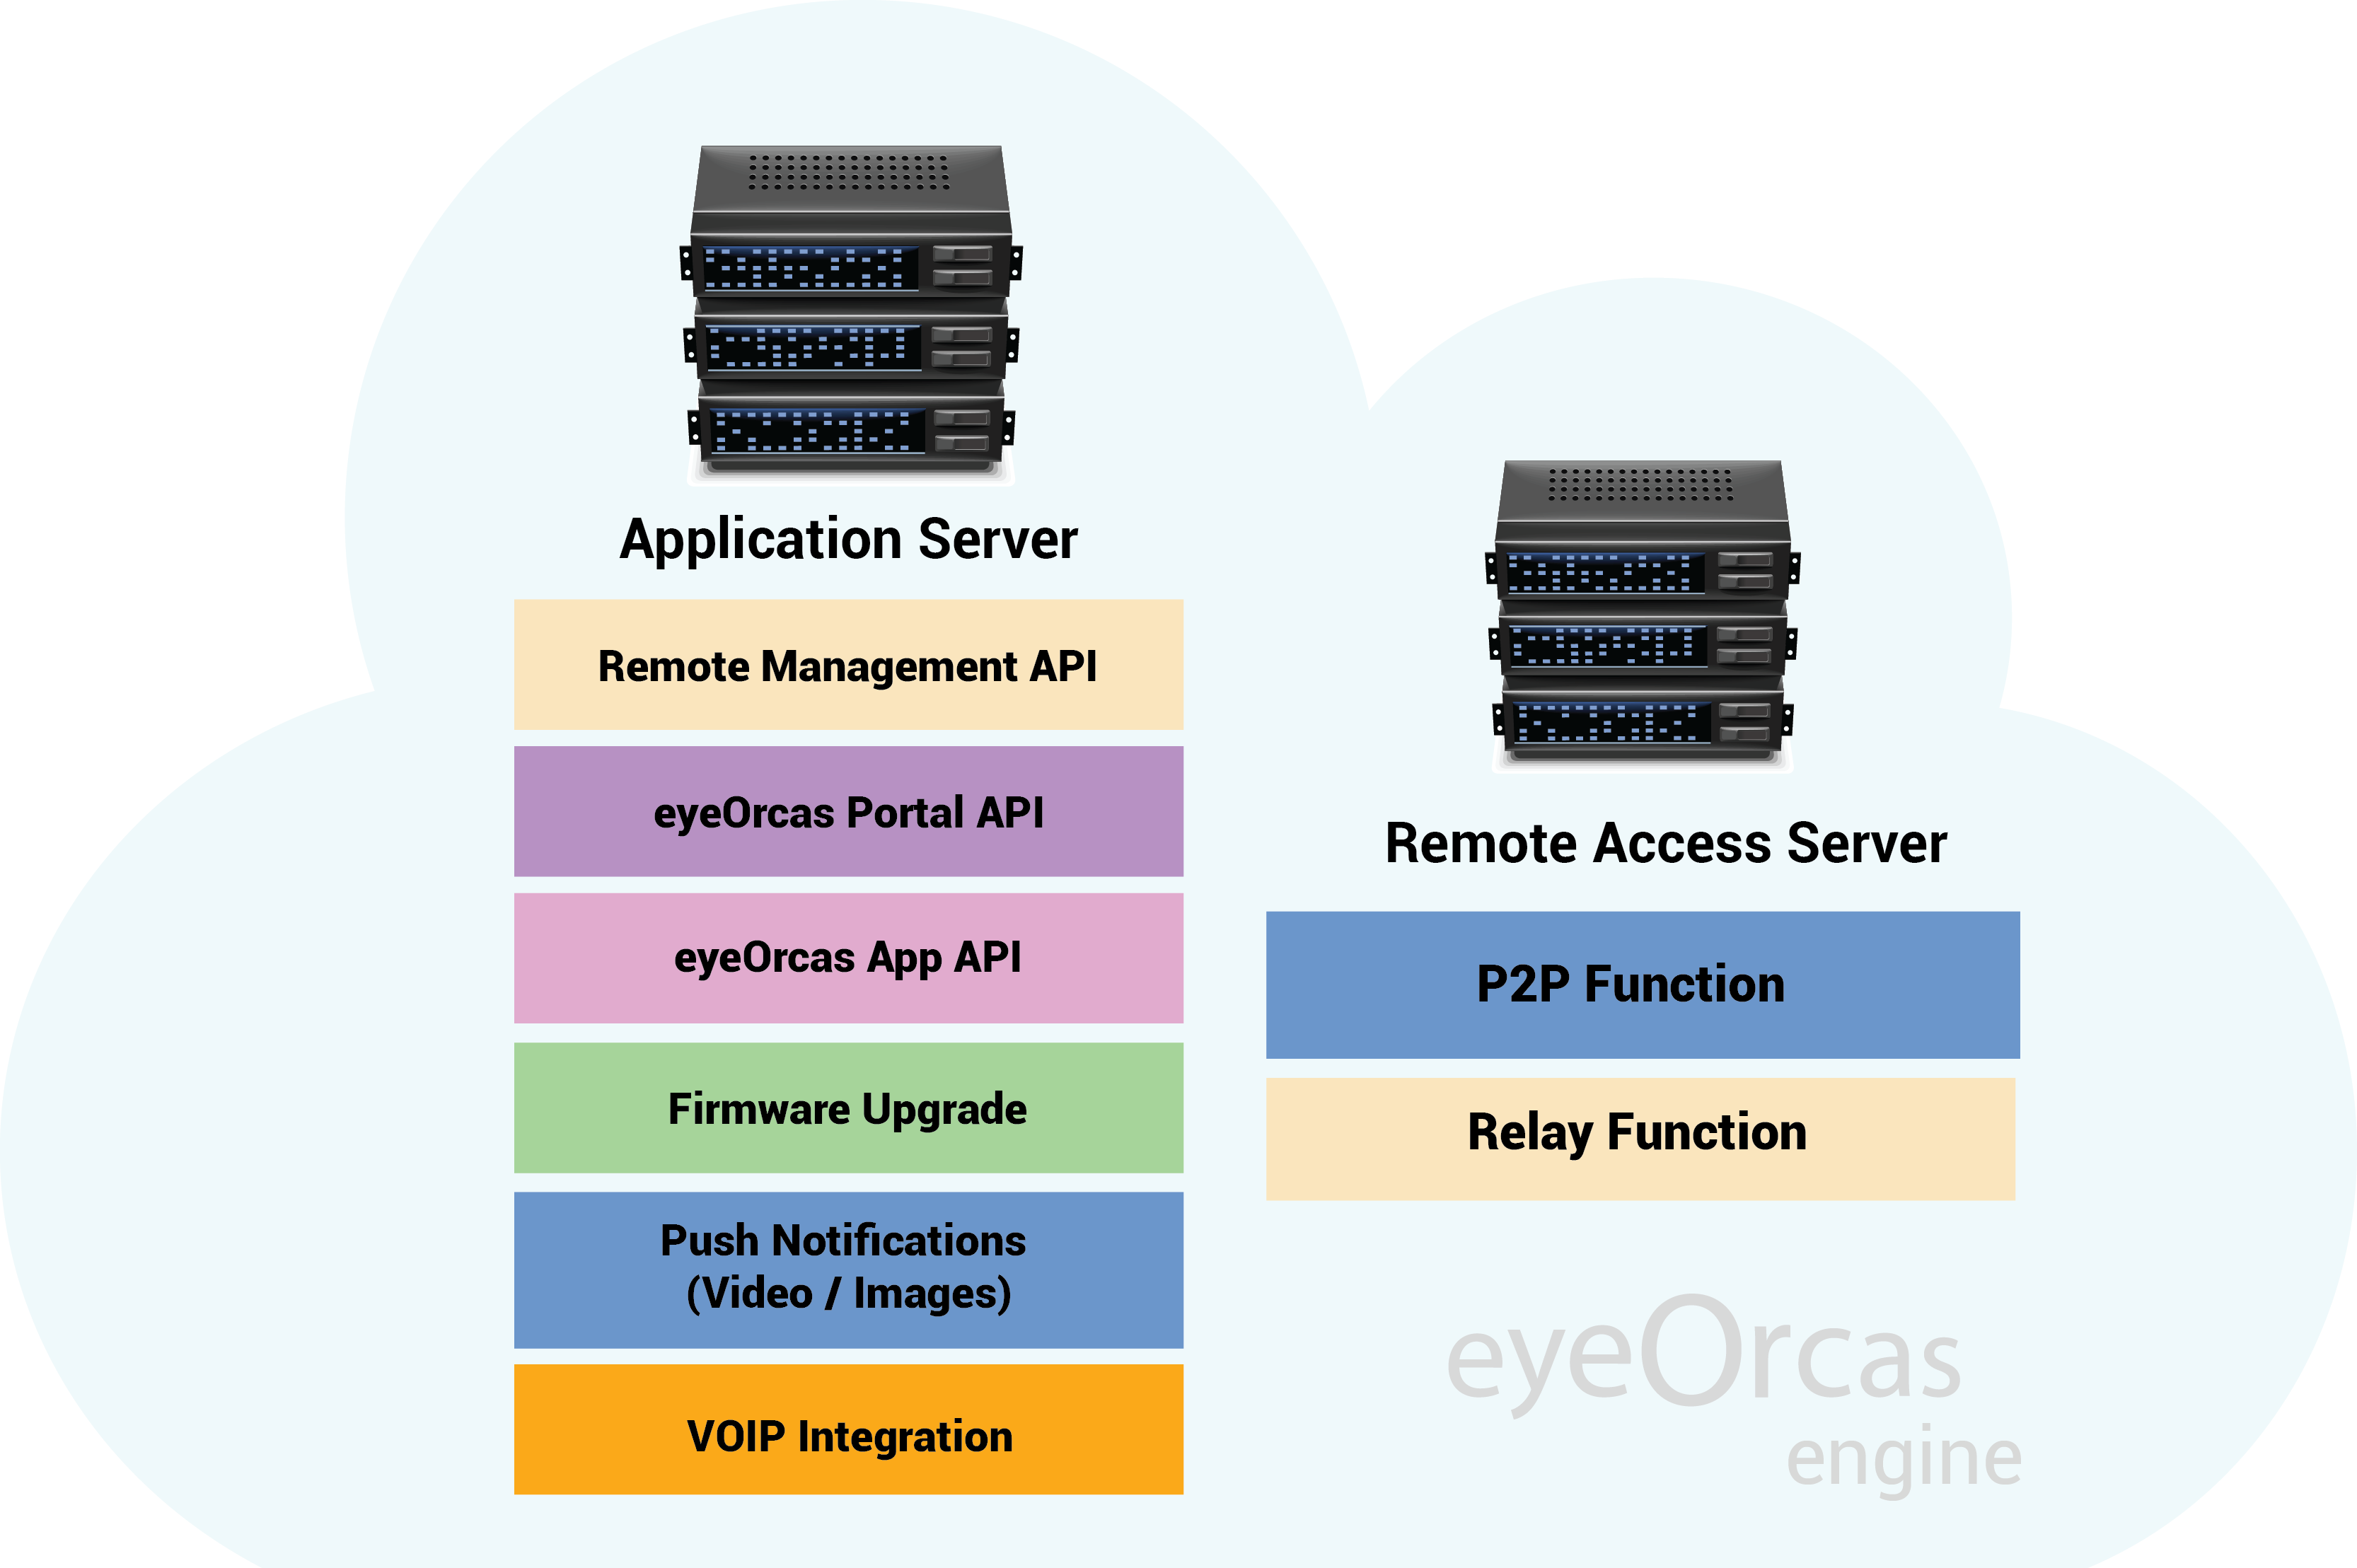 Application Server
Remote Management API
eyeOrcas Portal API
eyeOrcas App API
Firmware Upgrade
Push Notifications
(Video / Images)
VOIP Integration
Remote Access Server
P2P Function
Relay Function
eyeOrcas
engine